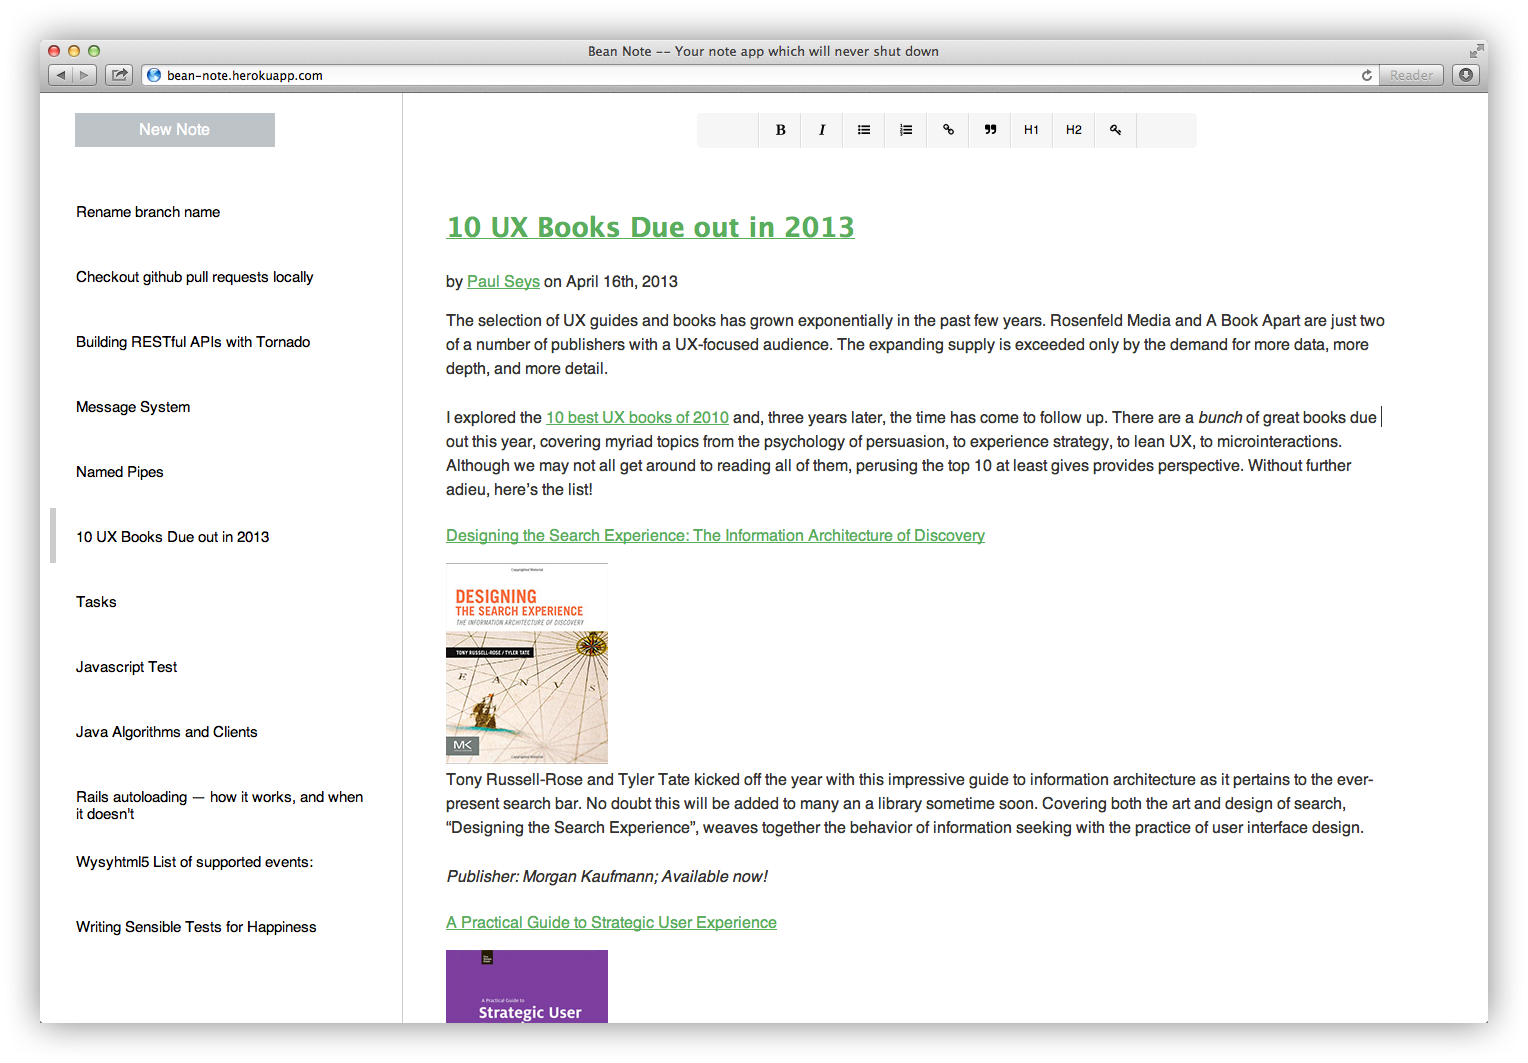 Bean Note -- Your note app which will never shut down
bean-note.herokuapp.com
Reader
New Note
Rename branch name
Checkout github pull requests locally
Building RESTful APIs with Tornado
Message System
Named Pipes
10 UX Books Due out in 2013
Tasks
Javascript Test
Java Algorithms and Clients
Rails autoloading — how it works, and when
it doesn't
Wysyhtml5 List of supported events:
Writing Sensible Tests for Happiness
B I H1 H2
10 UX Books Due out in 2013
by Paul Seys on April 16th, 2013
The selection of UX guides and books has grown exponentially in the past few years. Rosenfeld Media and A Book Apart are just two
of a number of publishers with a UX-focused audience. The expanding supply is exceeded only by the demand for more data, more
depth, and more detail.
I explored the 10 best UX books of 2010 and, three years later, the time has come to follow up. There are a bunch of great books due
out this year, covering myriad topics from the psychology of persuasion, to experience strategy, to lean UX, to microinteractions.
Although we may not all get around to reading all of them, perusing the top 10 at least gives provides perspective. Without further
adieu, here’s the list!
Designing the Search Experience: The Information Architecture of Discovery
Copyrighted Material
DESIGNING
THE SEARCH EXPERIENCE
THE INFORMATION ARCHITECTURE OF DISCOVERY
TONY RUSSELL-ROSE / TYLER TATE
E A N U S
MK
Copyrighted Material
Tony Russell-Rose and Tyler Tate kicked off the year with this impressive guide to information architecture as it pertains to the ever-
present search bar. No doubt this will be added to many an a library sometime soon. Covering both the art and design of search,
“Designing the Search Experience”, weaves together the behavior of information seeking with the practice of user interface design.
Publisher: Morgan Kaufmann; Available now!
A Practical Guide to Strategic User Experience
A Practical Guide to
Strategic User